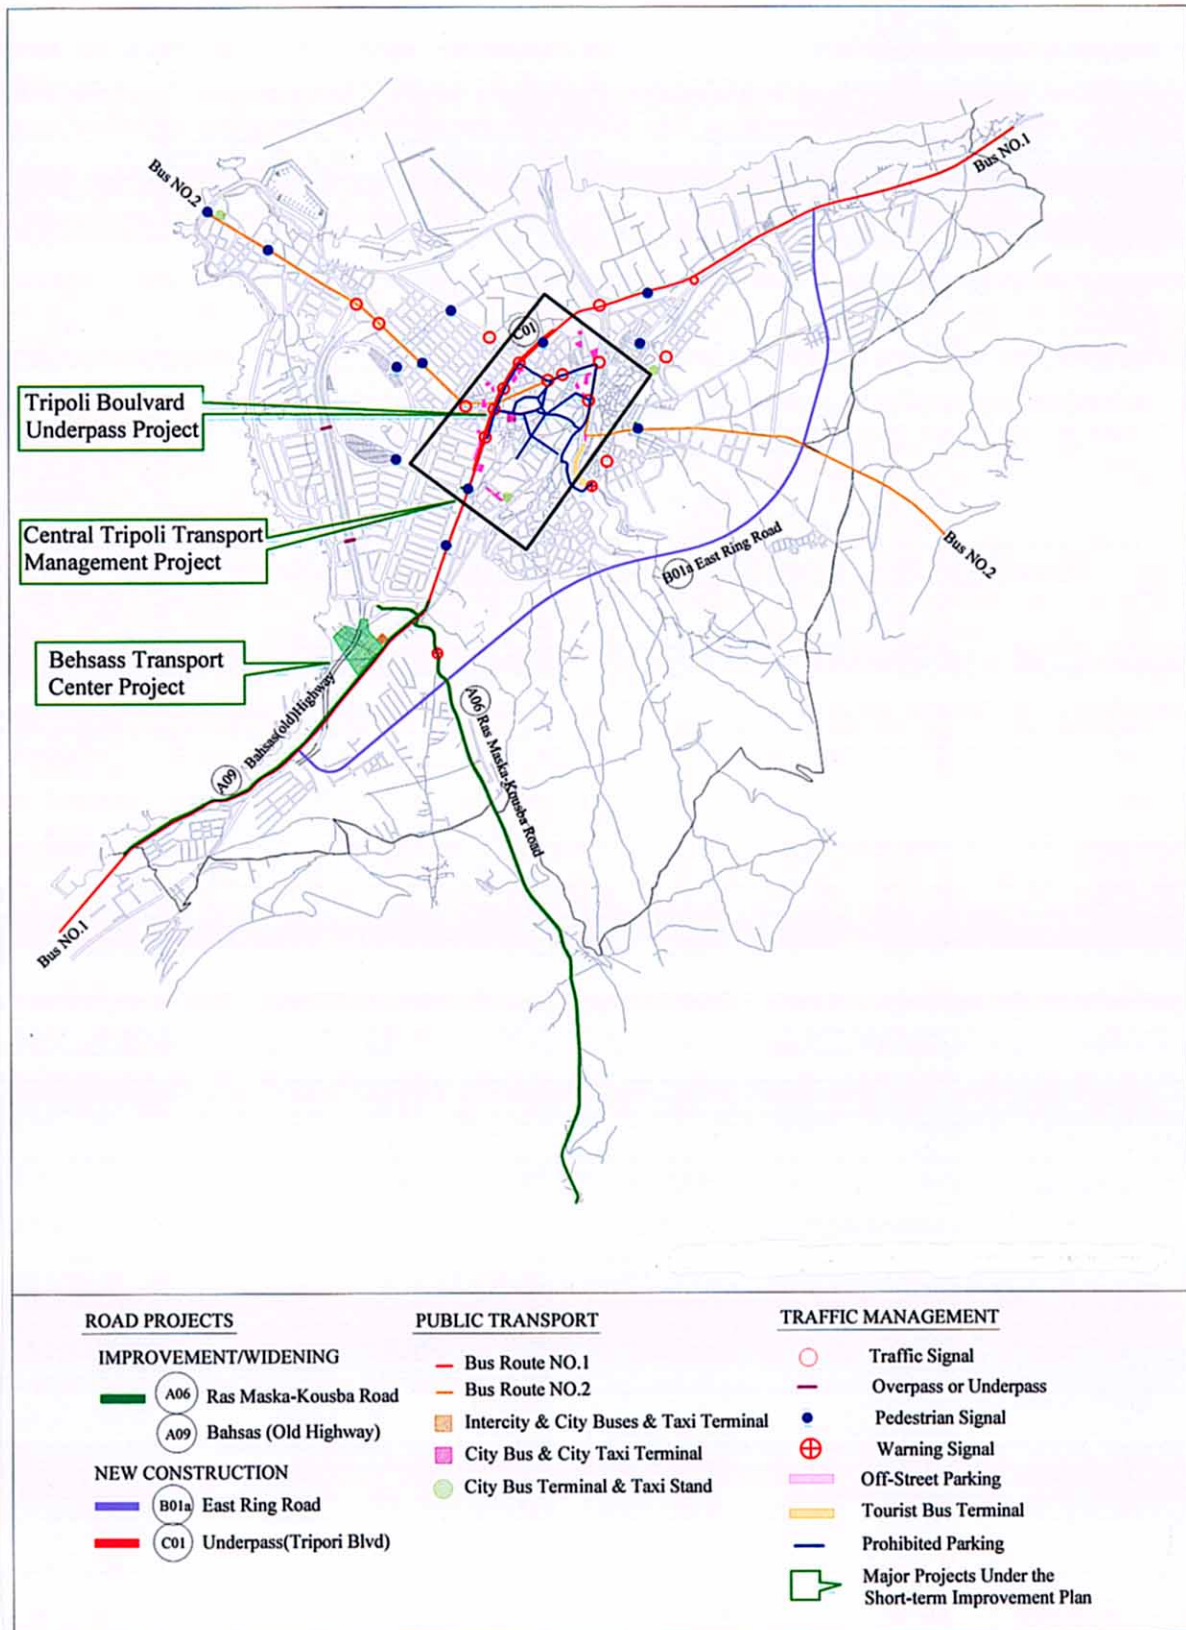 Bus NO.1
Bus NO.2
C01
Tripoli Boulvard
Underpass Project
Central Tripoli Transport
Management Project
B01a East Ring Road
Bus NO.2
Behsass Transport
Center Project
A06 Ras Maska-Kousba Road
A09 Bahsas(old)Highway
Bus NO.1
ROAD PROJECTS
IMPROVEMENT/WIDENING
A06 Ras Maska-Kousba Road
A09 Bahsas (Old Highway)
NEW CONSTRUCTION
B01a East Ring Road
C01 Underpass(Tripori Blvd)
PUBLIC TRANSPORT
Bus Route NO.1
Bus Route NO.2
Intercity & City Buses & Taxi Terminal
City Bus & City Taxi Terminal
City Bus Terminal & Taxi Stand
TRAFFIC MANAGEMENT
Traffic Signal
Overpass or Underpass
Pedestrian Signal
Warning Signal
Off-Street Parking
Tourist Bus Terminal
Prohibited Parking
Major Projects Under the
Short-term Improvement Plan